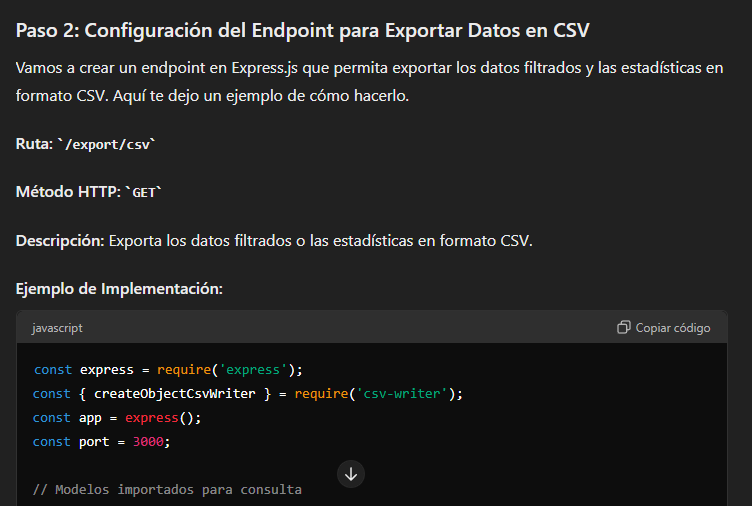 Paso 2: Configuración del Endpoint para Exportar Datos en CSV
Vamos a crear un endpoint en Express.js que permita exportar los datos filtrados y las estadísticas en
formato CSV. Aquí te dejo un ejemplo de cómo hacerlo.
Ruta: `/export/csv`
Método HTTP: `GET`
Descripción: Exporta los datos filtrados o las estadísticas en formato CSV.
Ejemplo de Implementación:
javascript Copiar código
const express = require('express');
const { createObjectCsvWriter } = require('csv-writer');
const app = express();
const port = 3000;
// Modelos importados para consulta